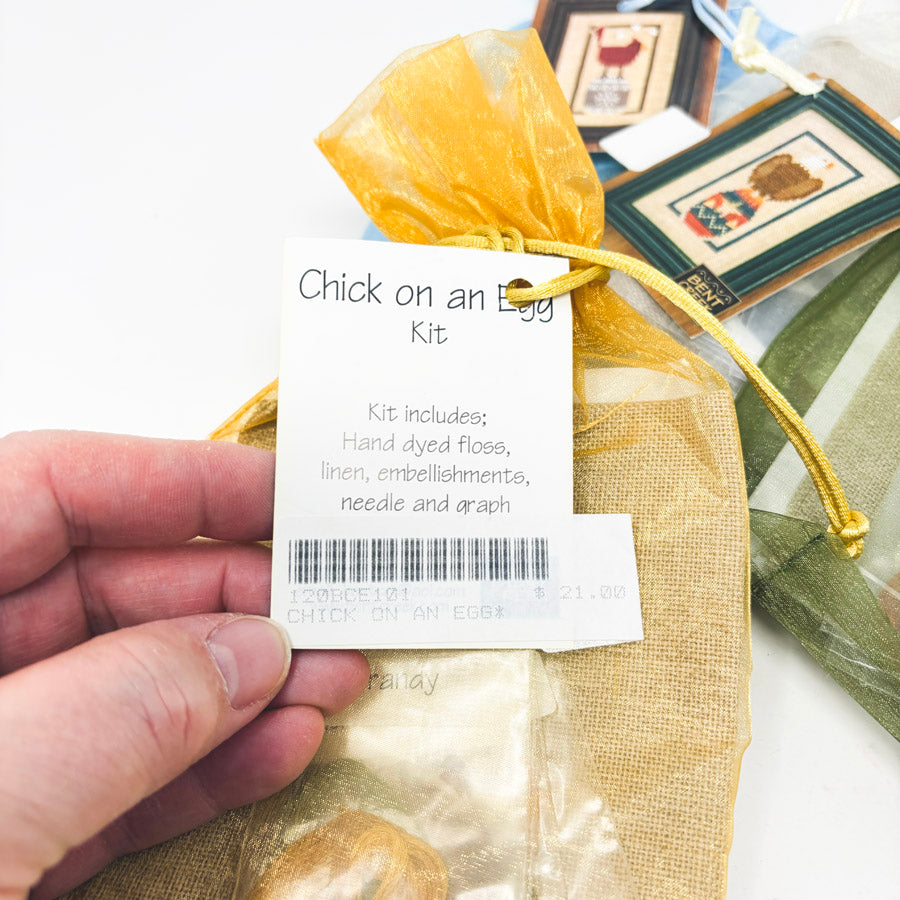 Chick on an Egg
Kit
Kit includes;
Hand dyed floss,
linen, embellishments,
needle and graph
120BCE101 $ 21.00
CHICK ON AN EGG*
randy
BENT